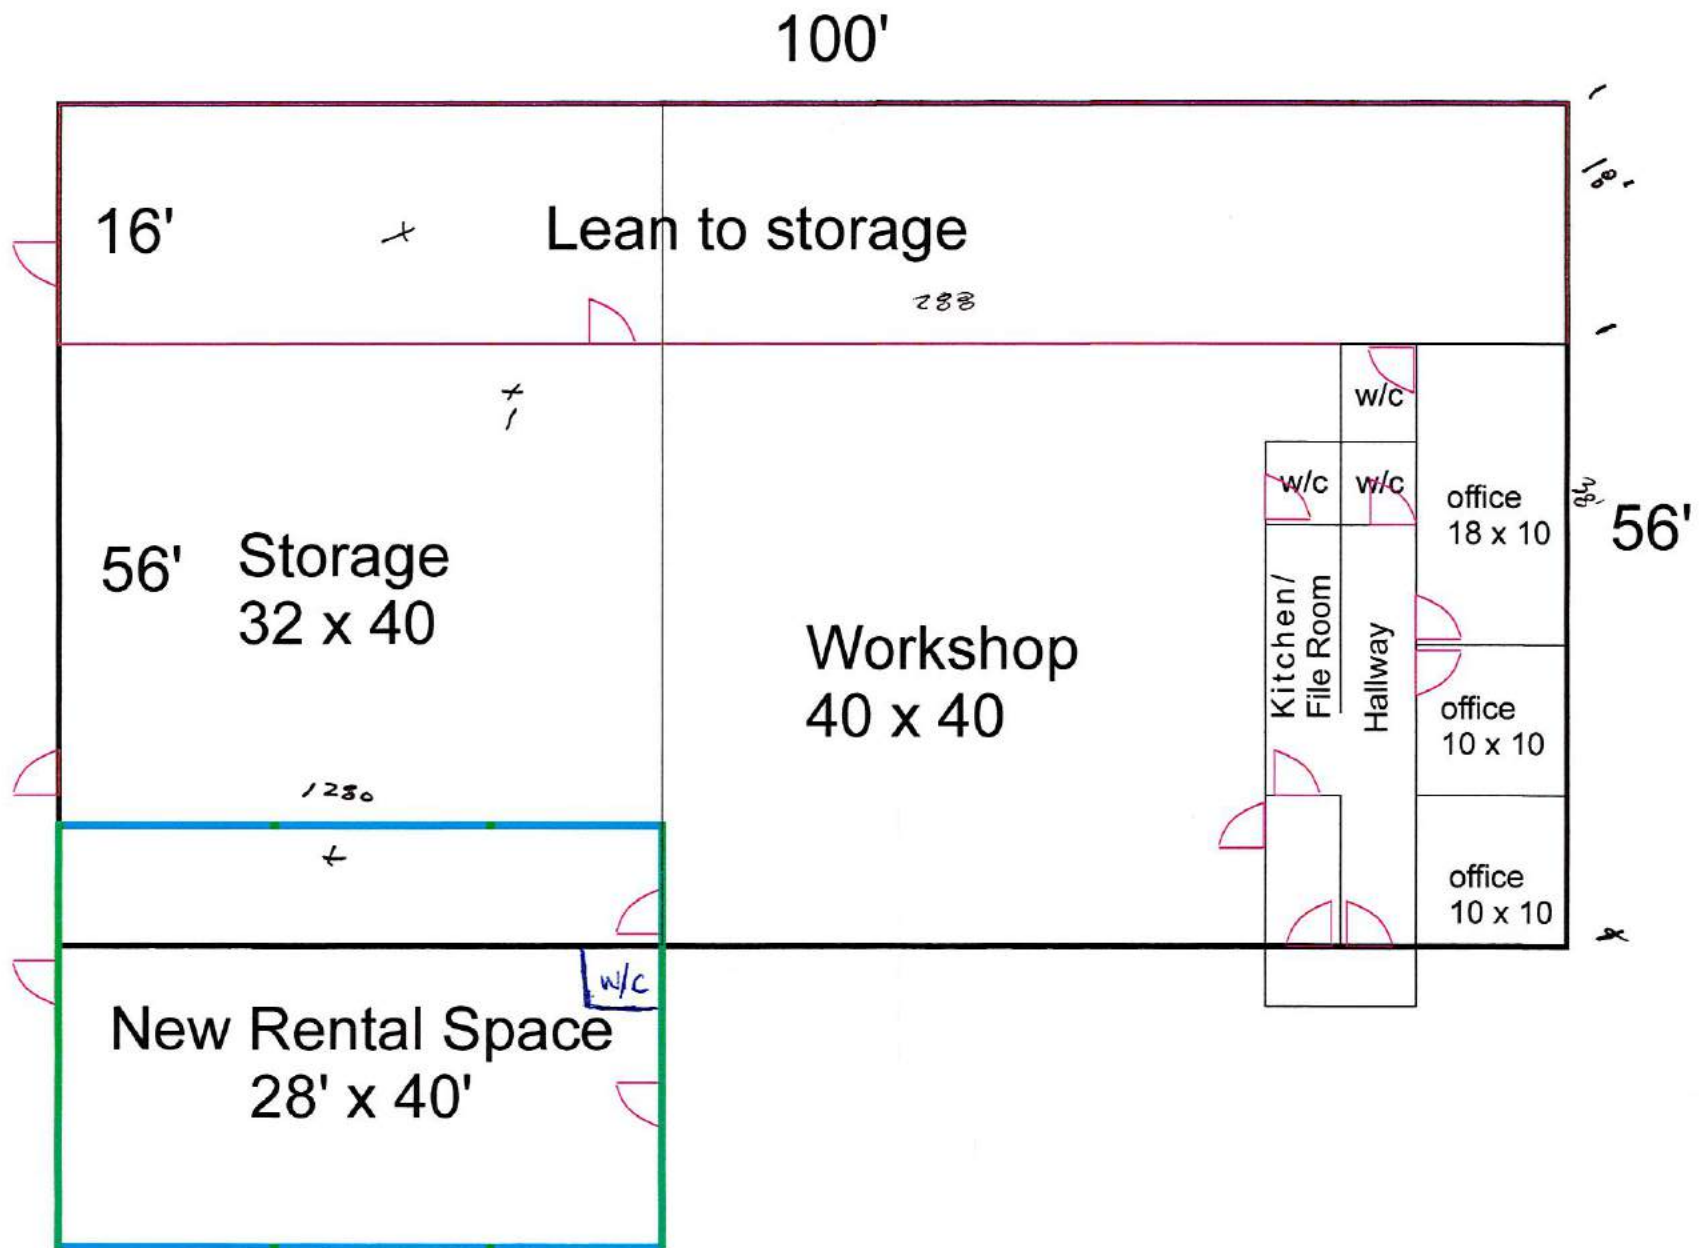 100'
16'
Lean to storage
18'
288
w/c
w/c
w/c
office
18 x 10
56'
56'
Storage
32 x 40
Kitchen/
File Room
Hallway
Workshop
40 x 40
office
10 x 10
1280
office
10 x 10
w/c
New Rental Space
28' x 40'